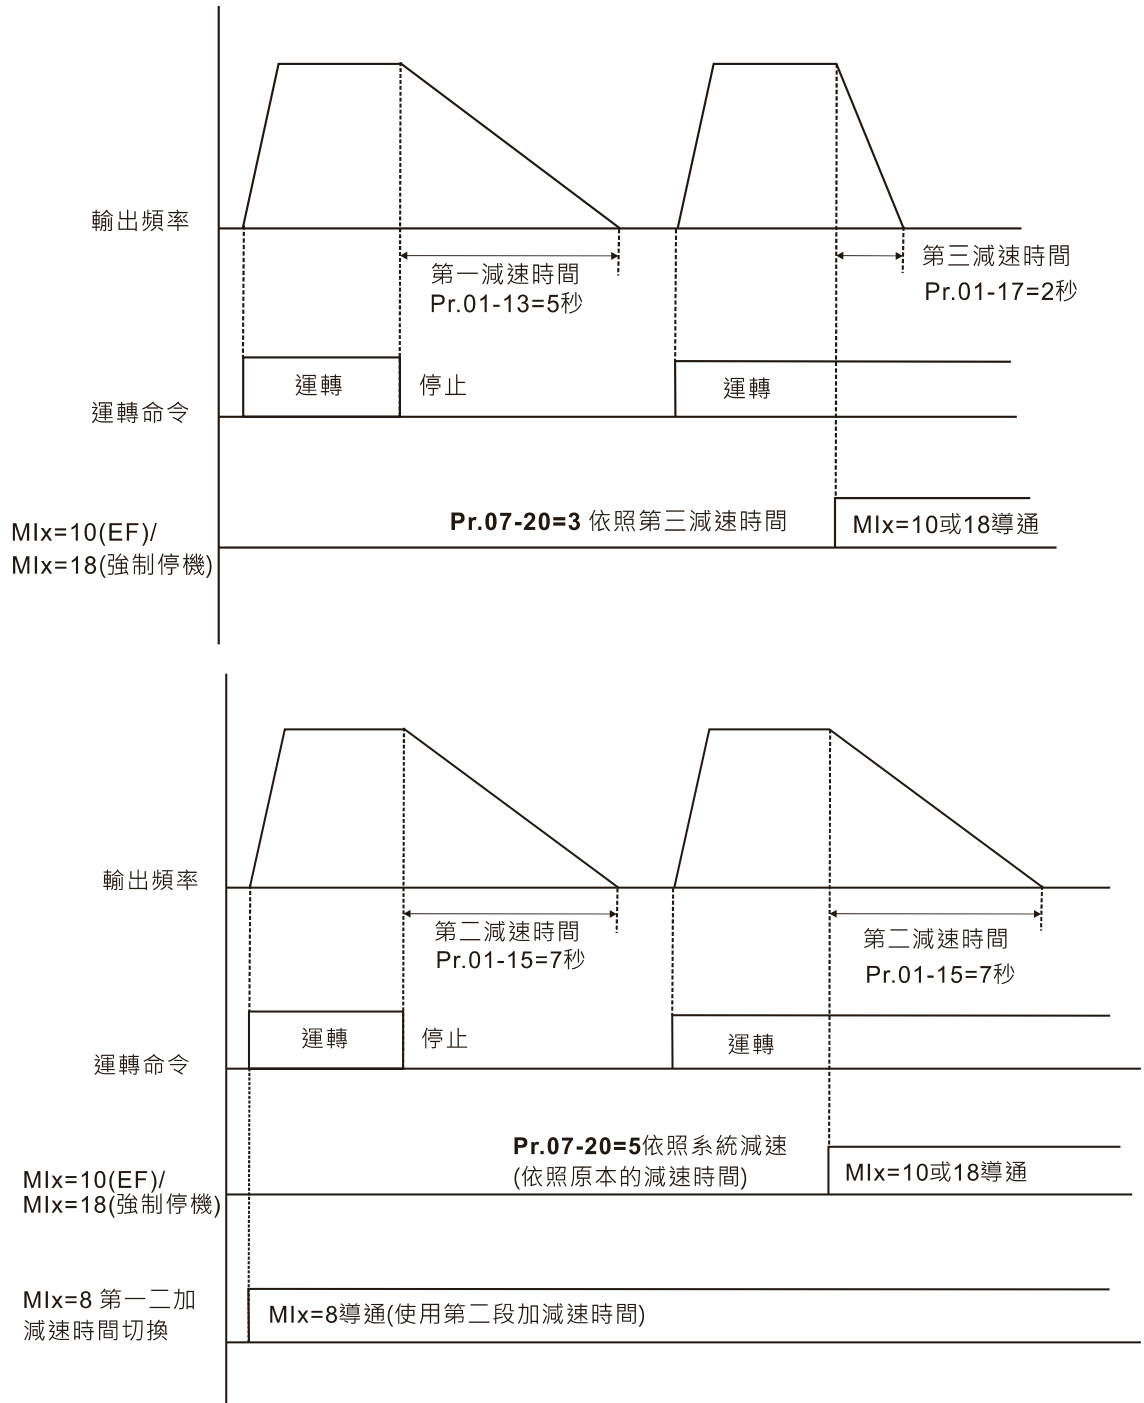 輸出頻率
第一減速時間
Pr.01-13=5秒
第三減速時間
Pr.01-17=2秒
運轉命令
運轉
停止
運轉
MIx=10(EF)/
MIx=18(強制停機)
Pr.07-20=3 依照第三減速時間
MIx=10或18導通
輸出頻率
第二減速時間
Pr.01-15=7秒
第二減速時間
Pr.01-15=7秒
運轉命令
運轉
停止
運轉
MIx=10(EF)/
MIx=18(強制停機)
Pr.07-20=5依照系統減速
(依照原本的減速時間)
MIx=10或18導通
MIx=8 第一二加
減速時間切換
MIx=8導通(使用第二段加減速時間)